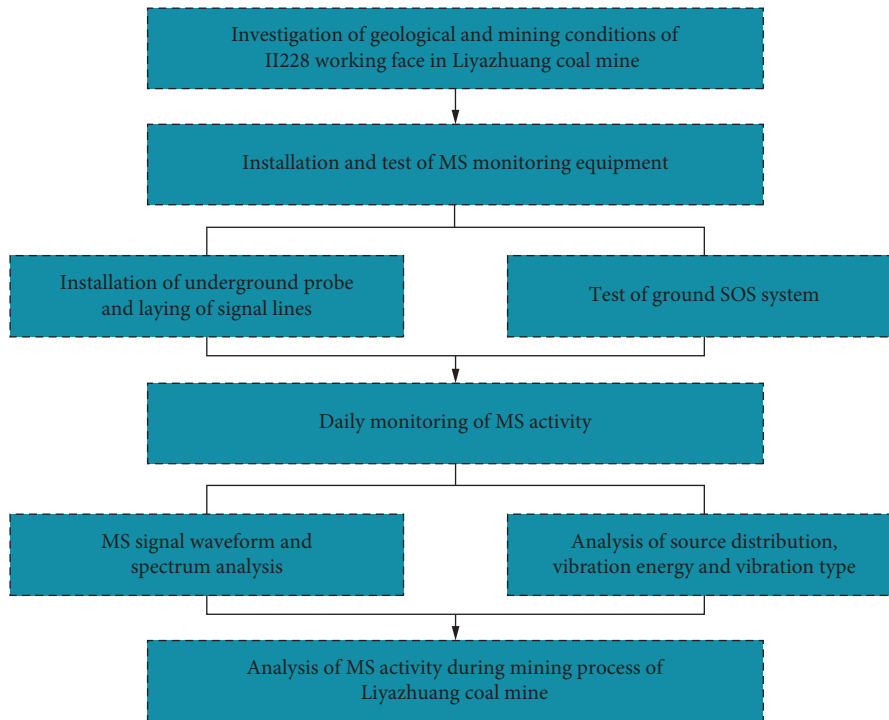 Investigation of geological and mining conditions of
II228 working face in Liyazhuang coal mine
Installation and test of MS monitoring equipment
Installation of underground probe
and laying of signal lines
Test of ground SOS system
Daily monitoring of MS activity
MS signal waveform and
spectrum analysis
Analysis of source distribution,
vibration energy and vibration type
Analysis of MS activity during mining process of
Liyazhuang coal mine